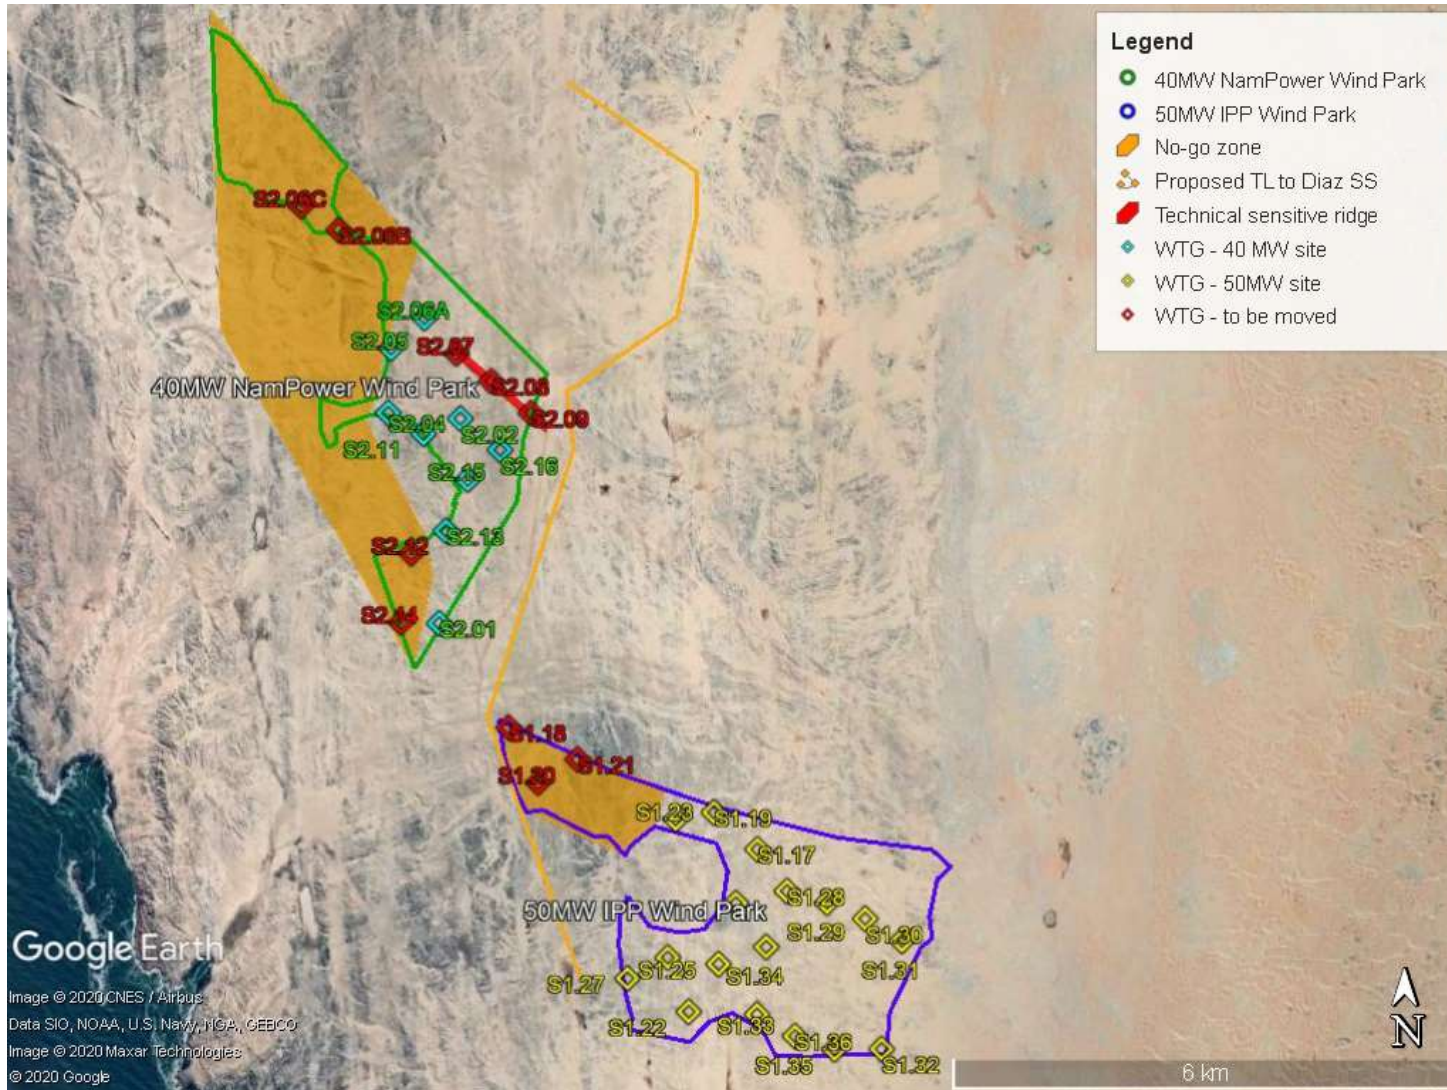 Legend
40MW NamPower Wind Park
50MW IPP Wind Park
No-go zone
Proposed TL to Diaz SS
Technical sensitive ridge
WTG - 40 MW site
WTG - 50MW site
WTG - to be moved
S2.06C
S2.06B
S2.06A
S2.05
S2.07
S2.08
40MW NamPower Wind Park
S2.09
S2.04
S2.02
S2.11
S2.16
S2.15
S2.13
S2.12
S2.14
S2.01
S1.18
S1.21
S1.20
S1.23
S1.19
S1.17
S1.28
50MW IPP Wind Park
S1.29
S1.30
S1.31
S1.25
S1.34
S1.27
S1.22
S1.33
S1.36
S1.35
S1.32
Google Earth
Image © 2020 CNES / Airbus
Data SIO, NOAA, U.S. Navy, NGA, GEBCO
Image © 2020 Maxar Technologies
© 2020 Google
N
6 km